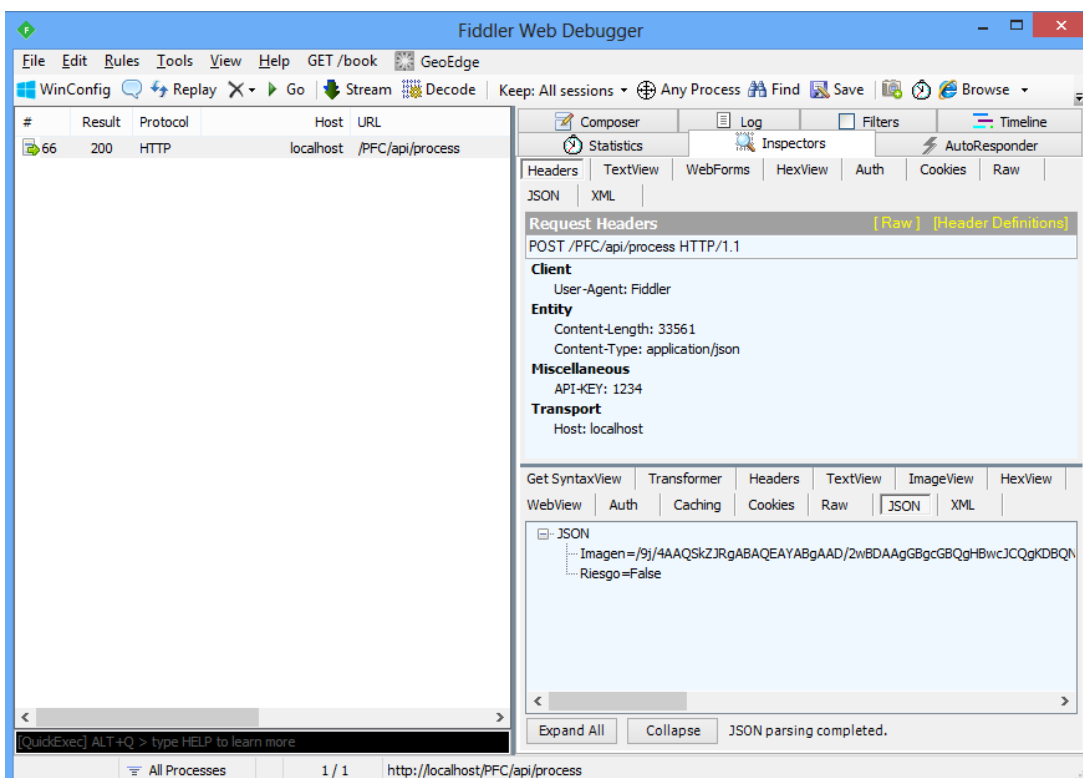 Fiddler Web Debugger
File Edit Rules Tools View Help GET /book GeoEdge
WinConfig Replay X Go Stream Decode Keep: All sessions Any Process Find Save Browse
# Result Protocol Host URL
66 200 HTTP localhost /PFC/api/process
[QuickExec] ALT+Q > type HELP to learn more
Composer Log Filters Timeline
Statistics Inspectors AutoResponder
Headers TextView WebForms HexView Auth Cookies Raw
JSON XML
Request Headers [ Raw ] [Header Definitions]
POST /PFC/api/process HTTP/1.1
Client
User-Agent: Fiddler
Entity
Content-Length: 33561
Content-Type: application/json
Miscellaneous
API-KEY: 1234
Transport
Host: localhost
Get SyntaxView Transformer Headers TextView ImageView HexView
WebView Auth Caching Cookies Raw JSON XML
JSON
Imagen=/9j/4AAQSkZJRgABAQEAYABgAAD/2wBDAAgGBgcGBQgHBwcJCQgKDBQN
Riesgo=False
Expand All Collapse JSON parsing completed.
All Processes 1 / 1 http://localhost/PFC/api/process